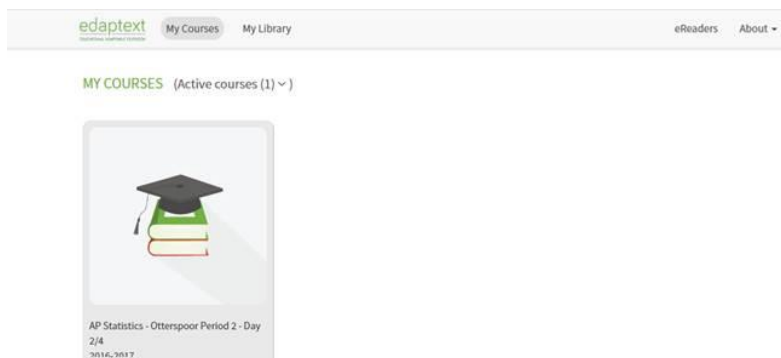 edaptext My Courses My Library eReaders About
MY COURSES (Active courses (1) )
AP Statistics - Otterspoor Period 2 - Day
2/4
2016-2017